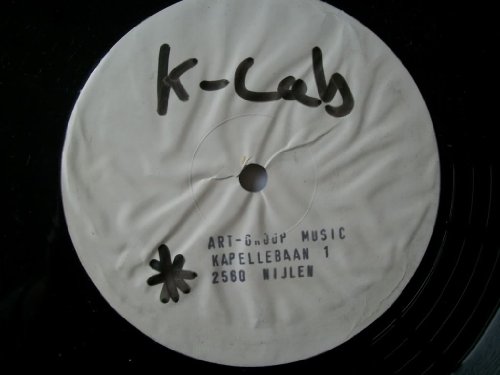 K-Lab
*
ART-GROUP MUSIC
KAPELLEBAAN 1
2560 NIJLEN